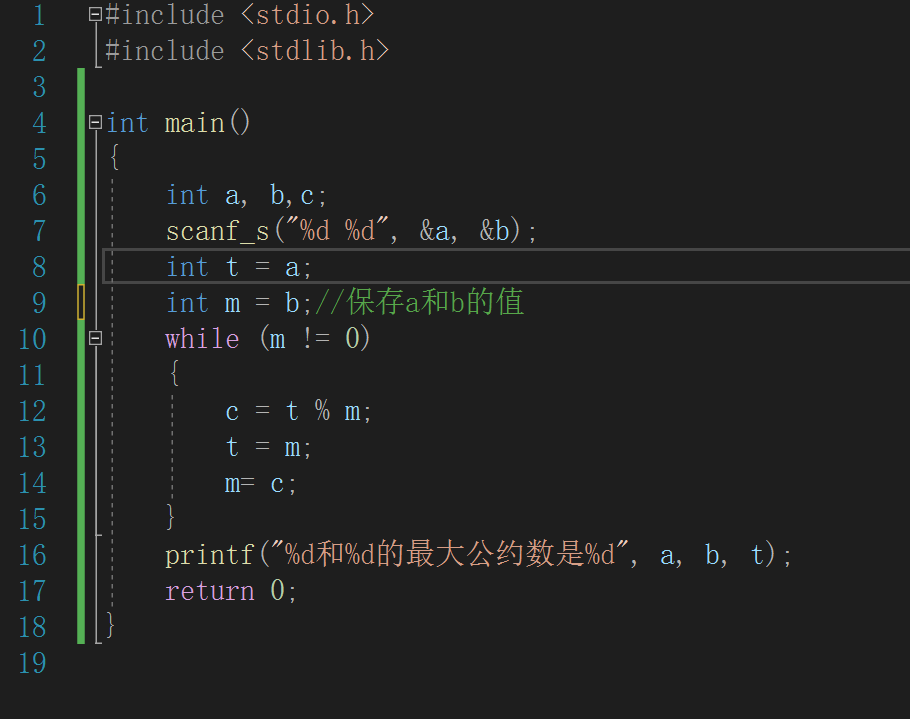 1 #include <stdio.h>
2 #include <stdlib.h>
3
4 int main()
5 {
6 int a, b,c;
7 scanf_s("%d %d", &a, &b);
8 int t = a;
9 int m = b;//保存a和b的值
10 while (m != 0)
11 {
12 c = t % m;
13 t = m;
14 m= c;
15 }
16 printf("%d和%d的最大公约数是%d", a, b, t);
17 return 0;
18 }
19